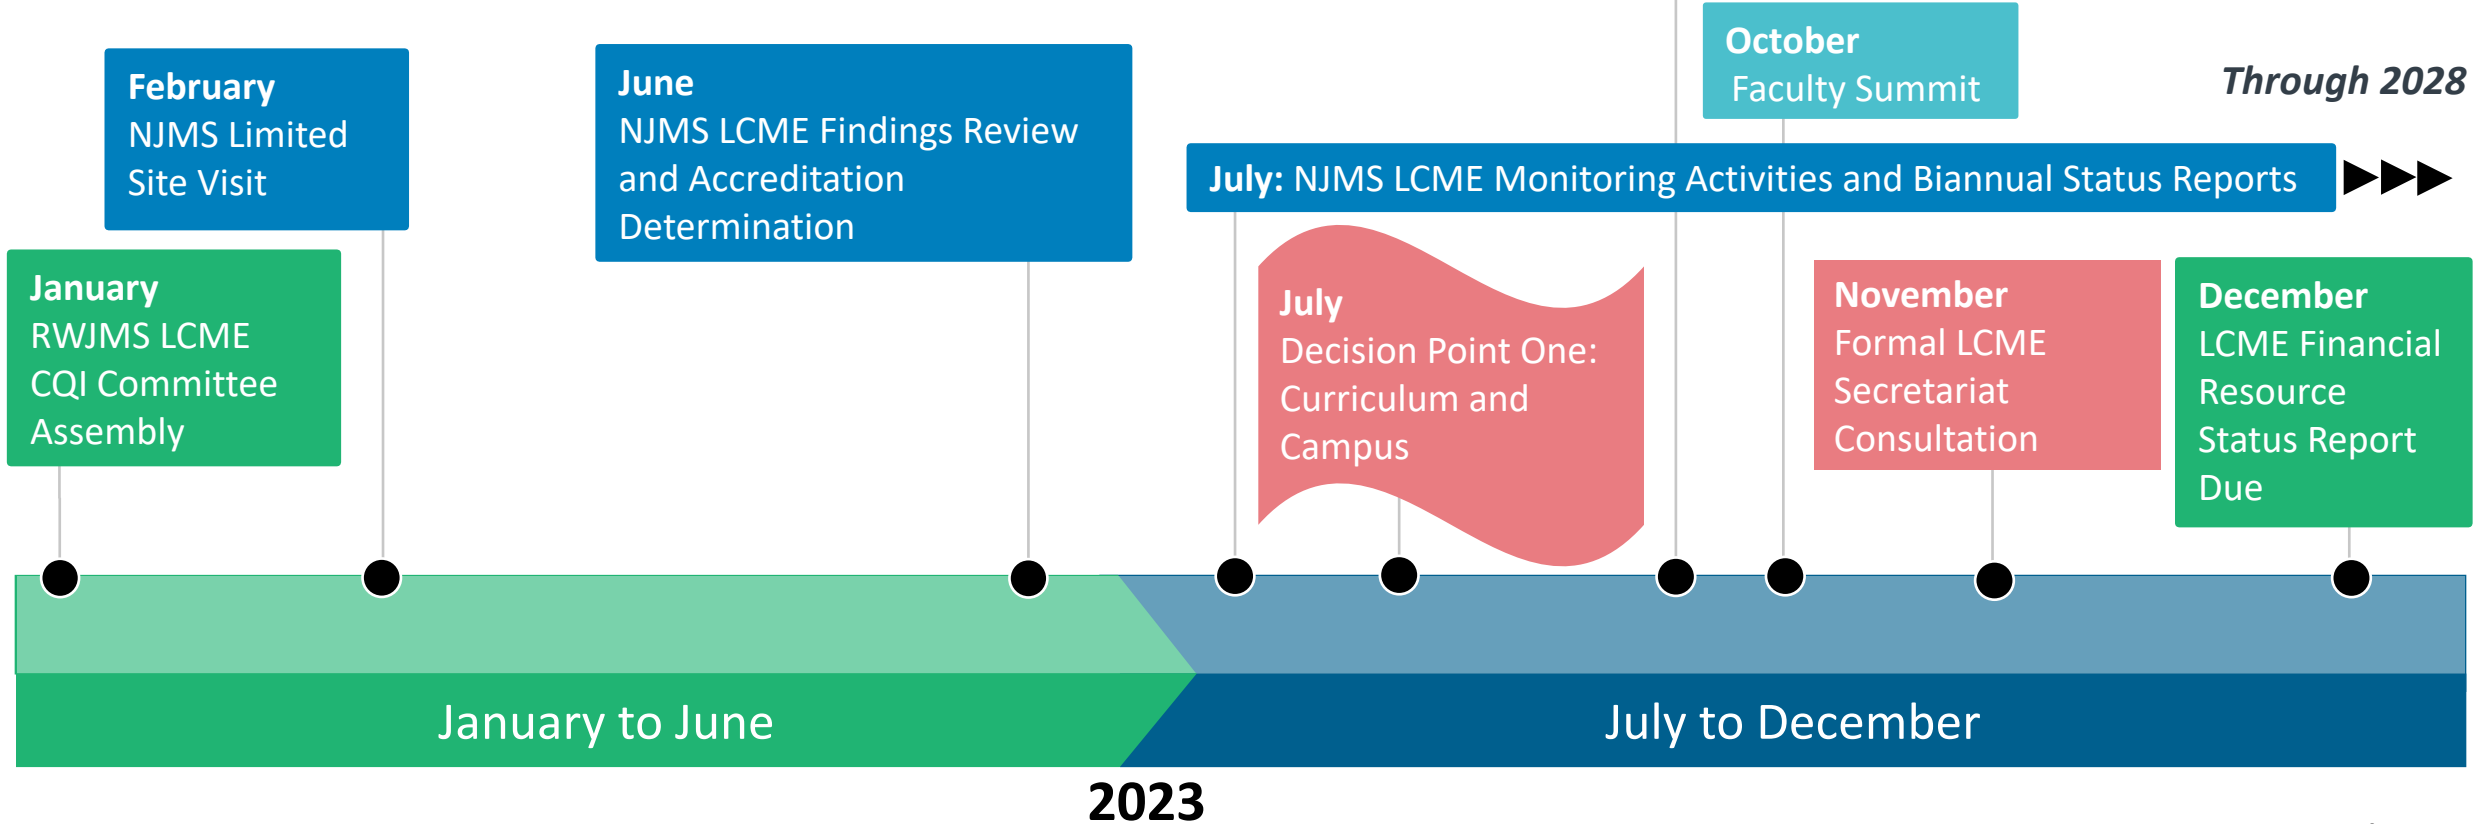 February
NJMS Limited
Site Visit
January
RWJMS LCME
CQI Committee
Assembly
June
NJMS LCME Findings Review
and Accreditation
Determination
October
Faculty Summit
Through 2028
July: NJMS LCME Monitoring Activities and Biannual Status Reports
July
Decision Point One:
Curriculum and
Campus
November
Formal LCME
Secretariat
Consultation
December
LCME Financial
Resource
Status Report
Due
January to June
July to December
2023